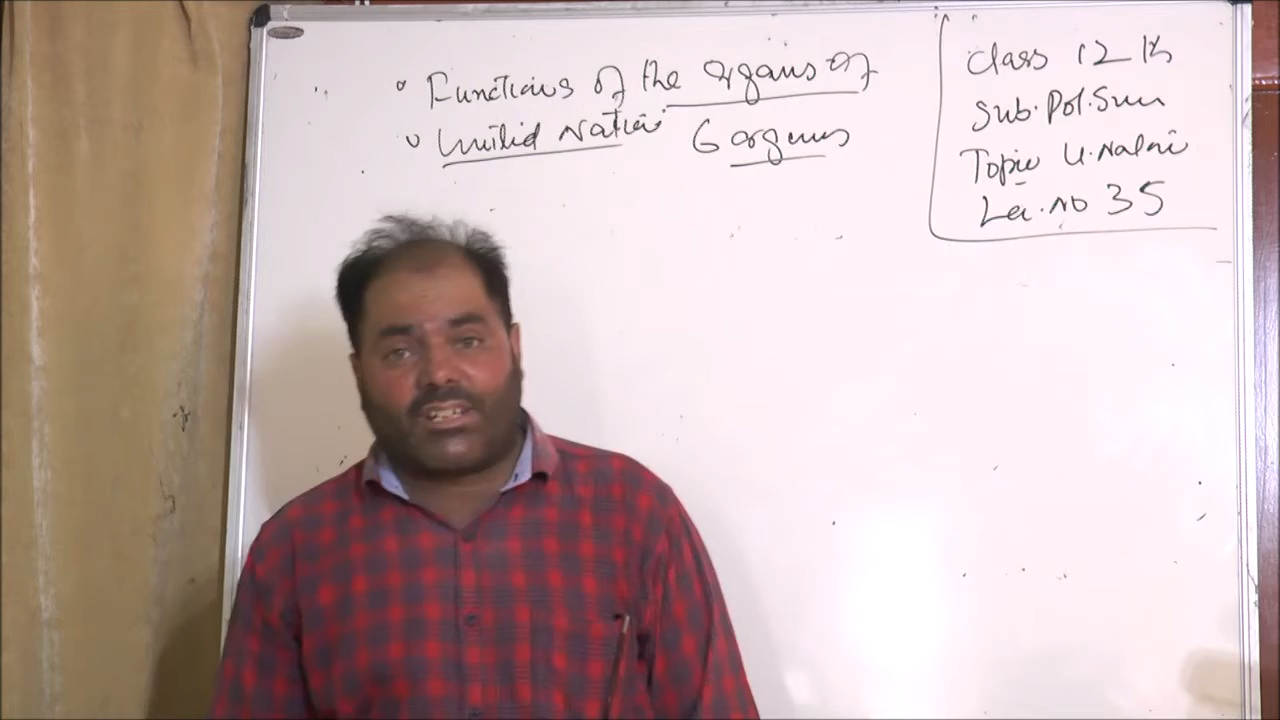 Functions of the organs of
United Nation 6 organs
Class 12 th
Sub. Pol. Scien
Topic U. Nation
Lec. No 35